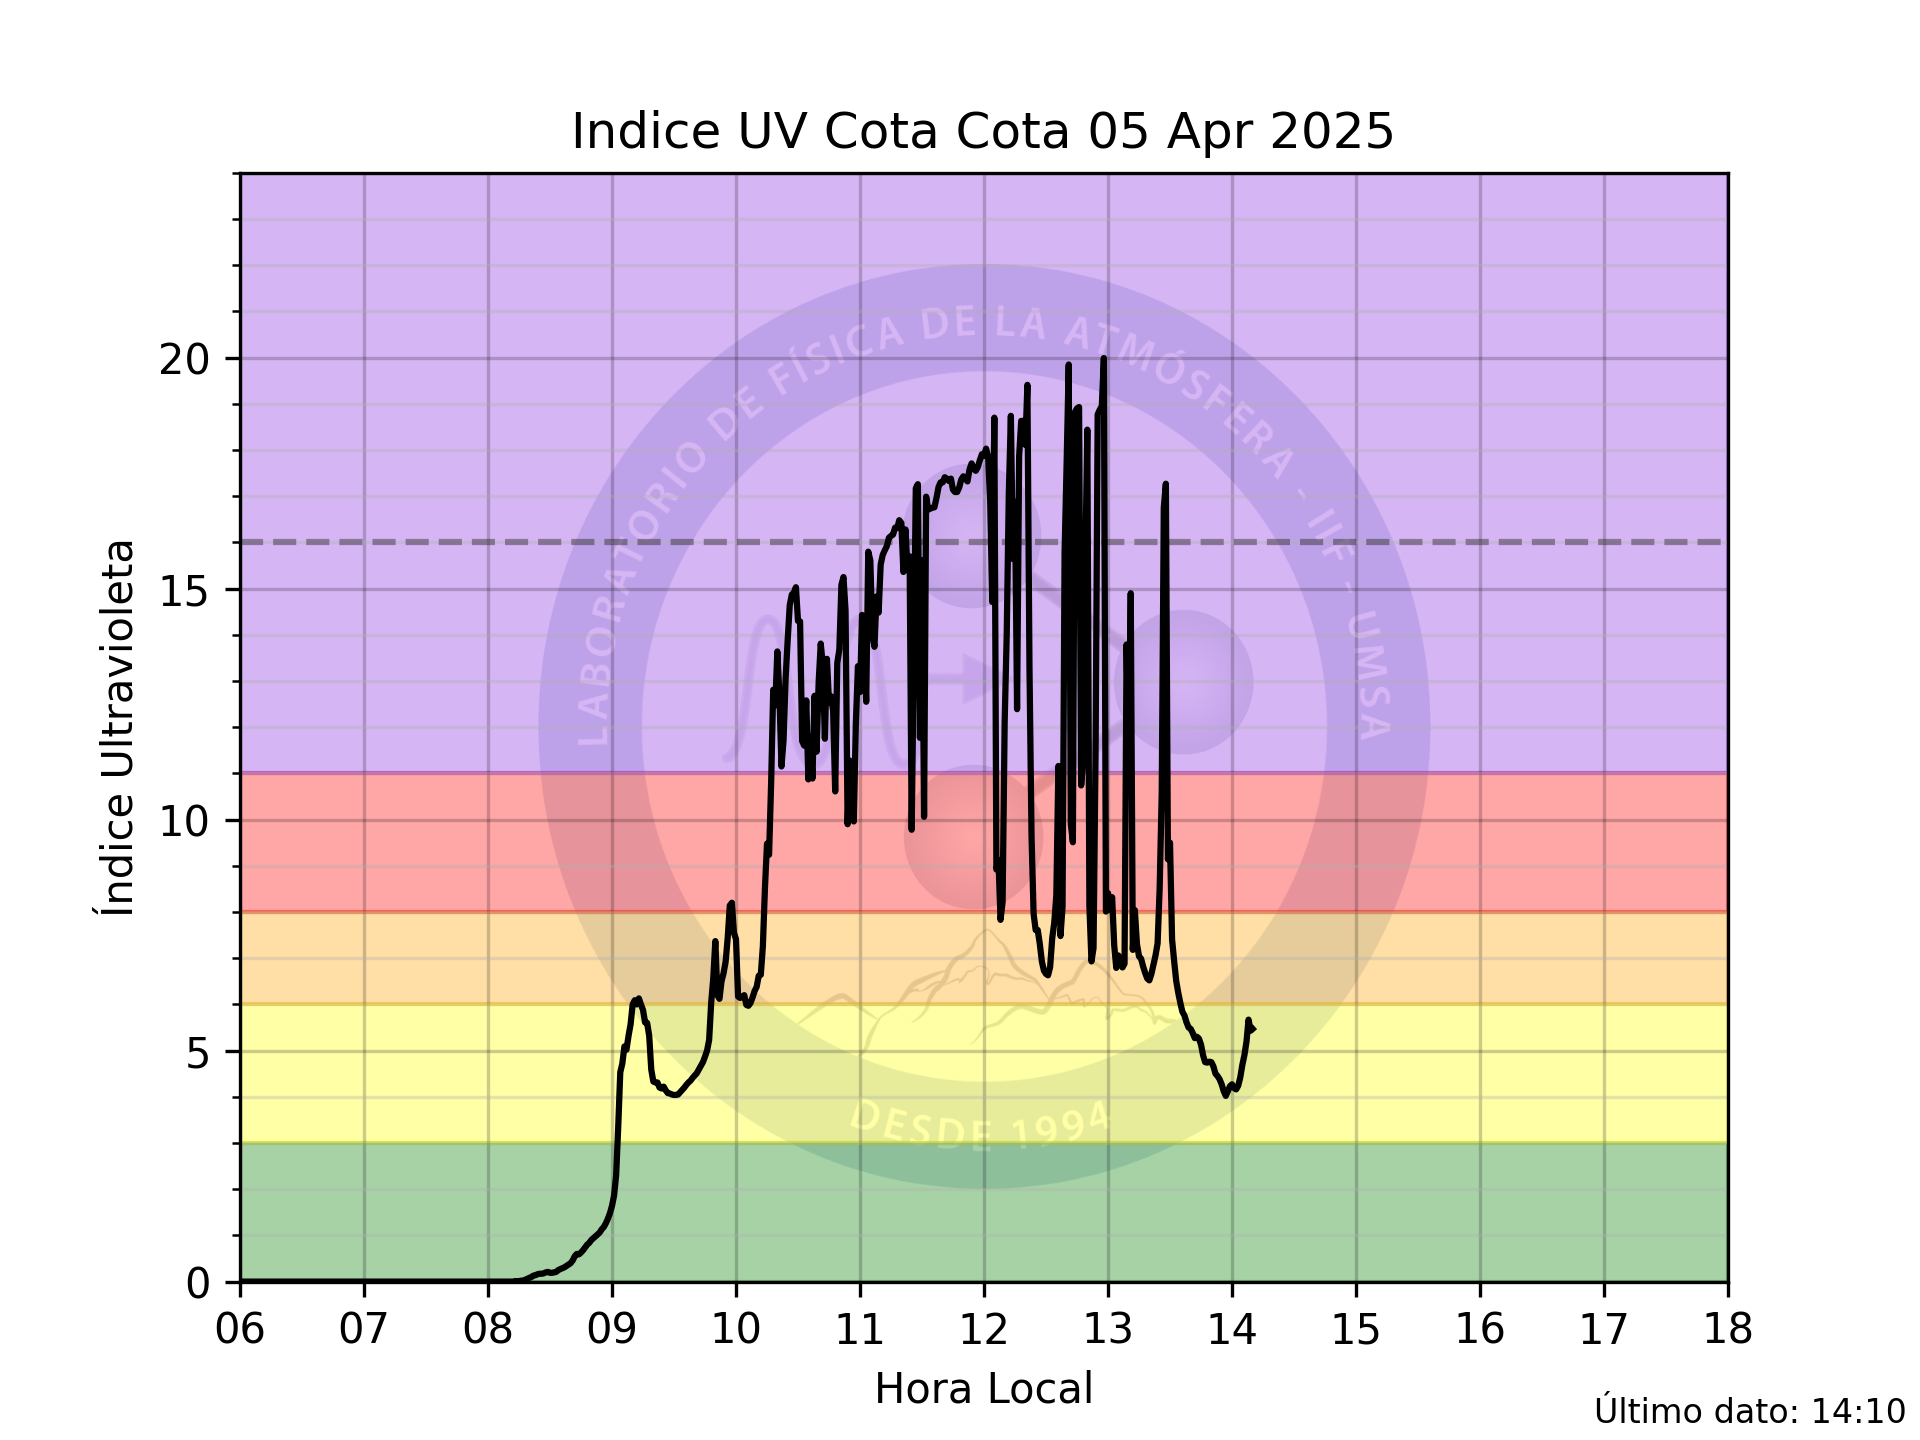 Indice UV Cota Cota 05 Apr 2025
LABORATORIO DE FÍSICA DE LA ATMÓSFERA - IIF - UMSA
DESDE 1994
Índice Ultravioleta
20
15
10
5
0
06 07 08 09 10 11 12 13 14 15 16 17 18
Hora Local
Último dato: 14:10